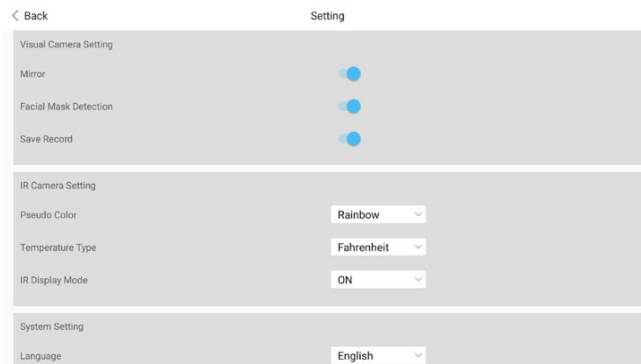 Back Setting
Visual Camera Setting
Mirror
Facial Mask Detection
Save Record
IR Camera Setting
Pseudo Color Rainbow
Temperature Type Fahrenheit
IR Display Mode ON
System Setting
Language English